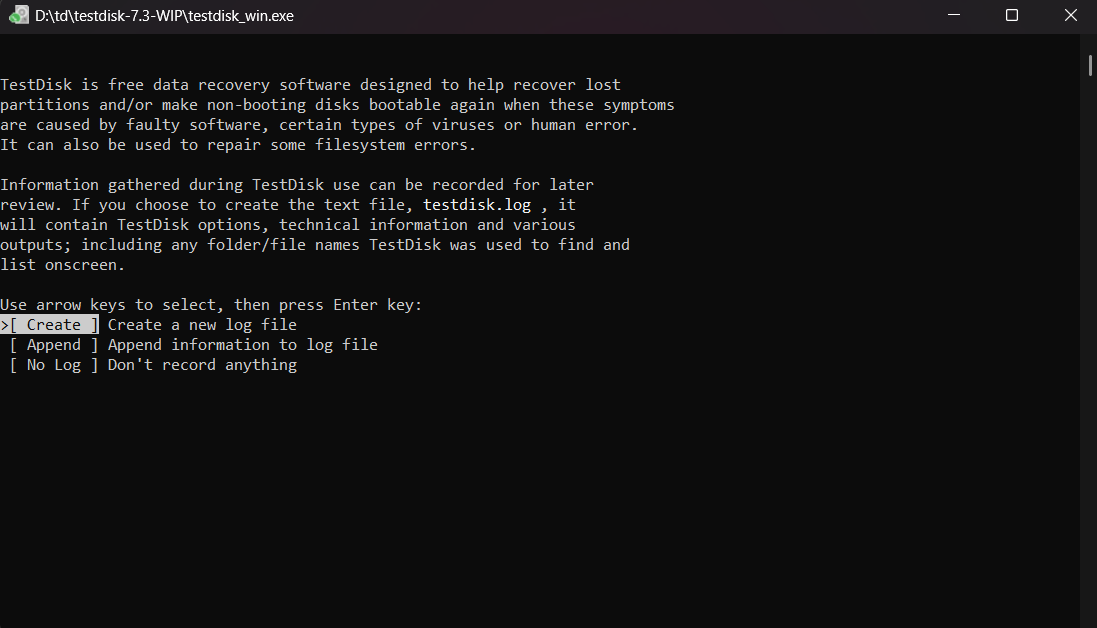 D:\td\testdisk-7.3-WIP\testdisk_win.exe
TestDisk is free data recovery software designed to help recover lost
partitions and/or make non-booting disks bootable again when these symptoms
are caused by faulty software, certain types of viruses or human error.
It can also be used to repair some filesystem errors.
Information gathered during TestDisk use can be recorded for later
review. If you choose to create the text file, testdisk.log , it
will contain TestDisk options, technical information and various
outputs; including any folder/file names TestDisk was used to find and
list onscreen.
Use arrow keys to select, then press Enter key:
>[ Create ] Create a new log file
[ Append ] Append information to log file
[ No Log ] Don't record anything